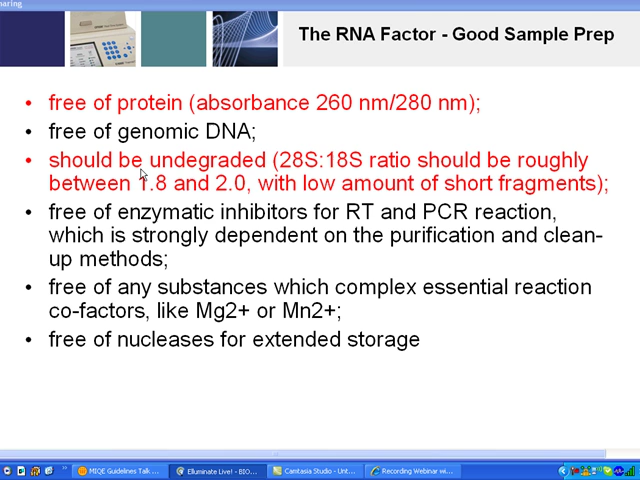 haring
The RNA Factor - Good Sample Prep
• free of protein (absorbance 260 nm/280 nm);
• free of genomic DNA;
• should be undegraded (28S:18S ratio should be roughly
between 1.8 and 2.0, with low amount of short fragments);
• free of enzymatic inhibitors for RT and PCR reaction,
which is strongly dependent on the purification and clean-
up methods;
• free of any substances which complex essential reaction
co-factors, like Mg2+ or Mn2+;
• free of nucleases for extended storage
MIQE Guidelines Talk ...
Elluminate Live! - BIO...
Camtasia Studio - Unt...
Recording Webinar wi...